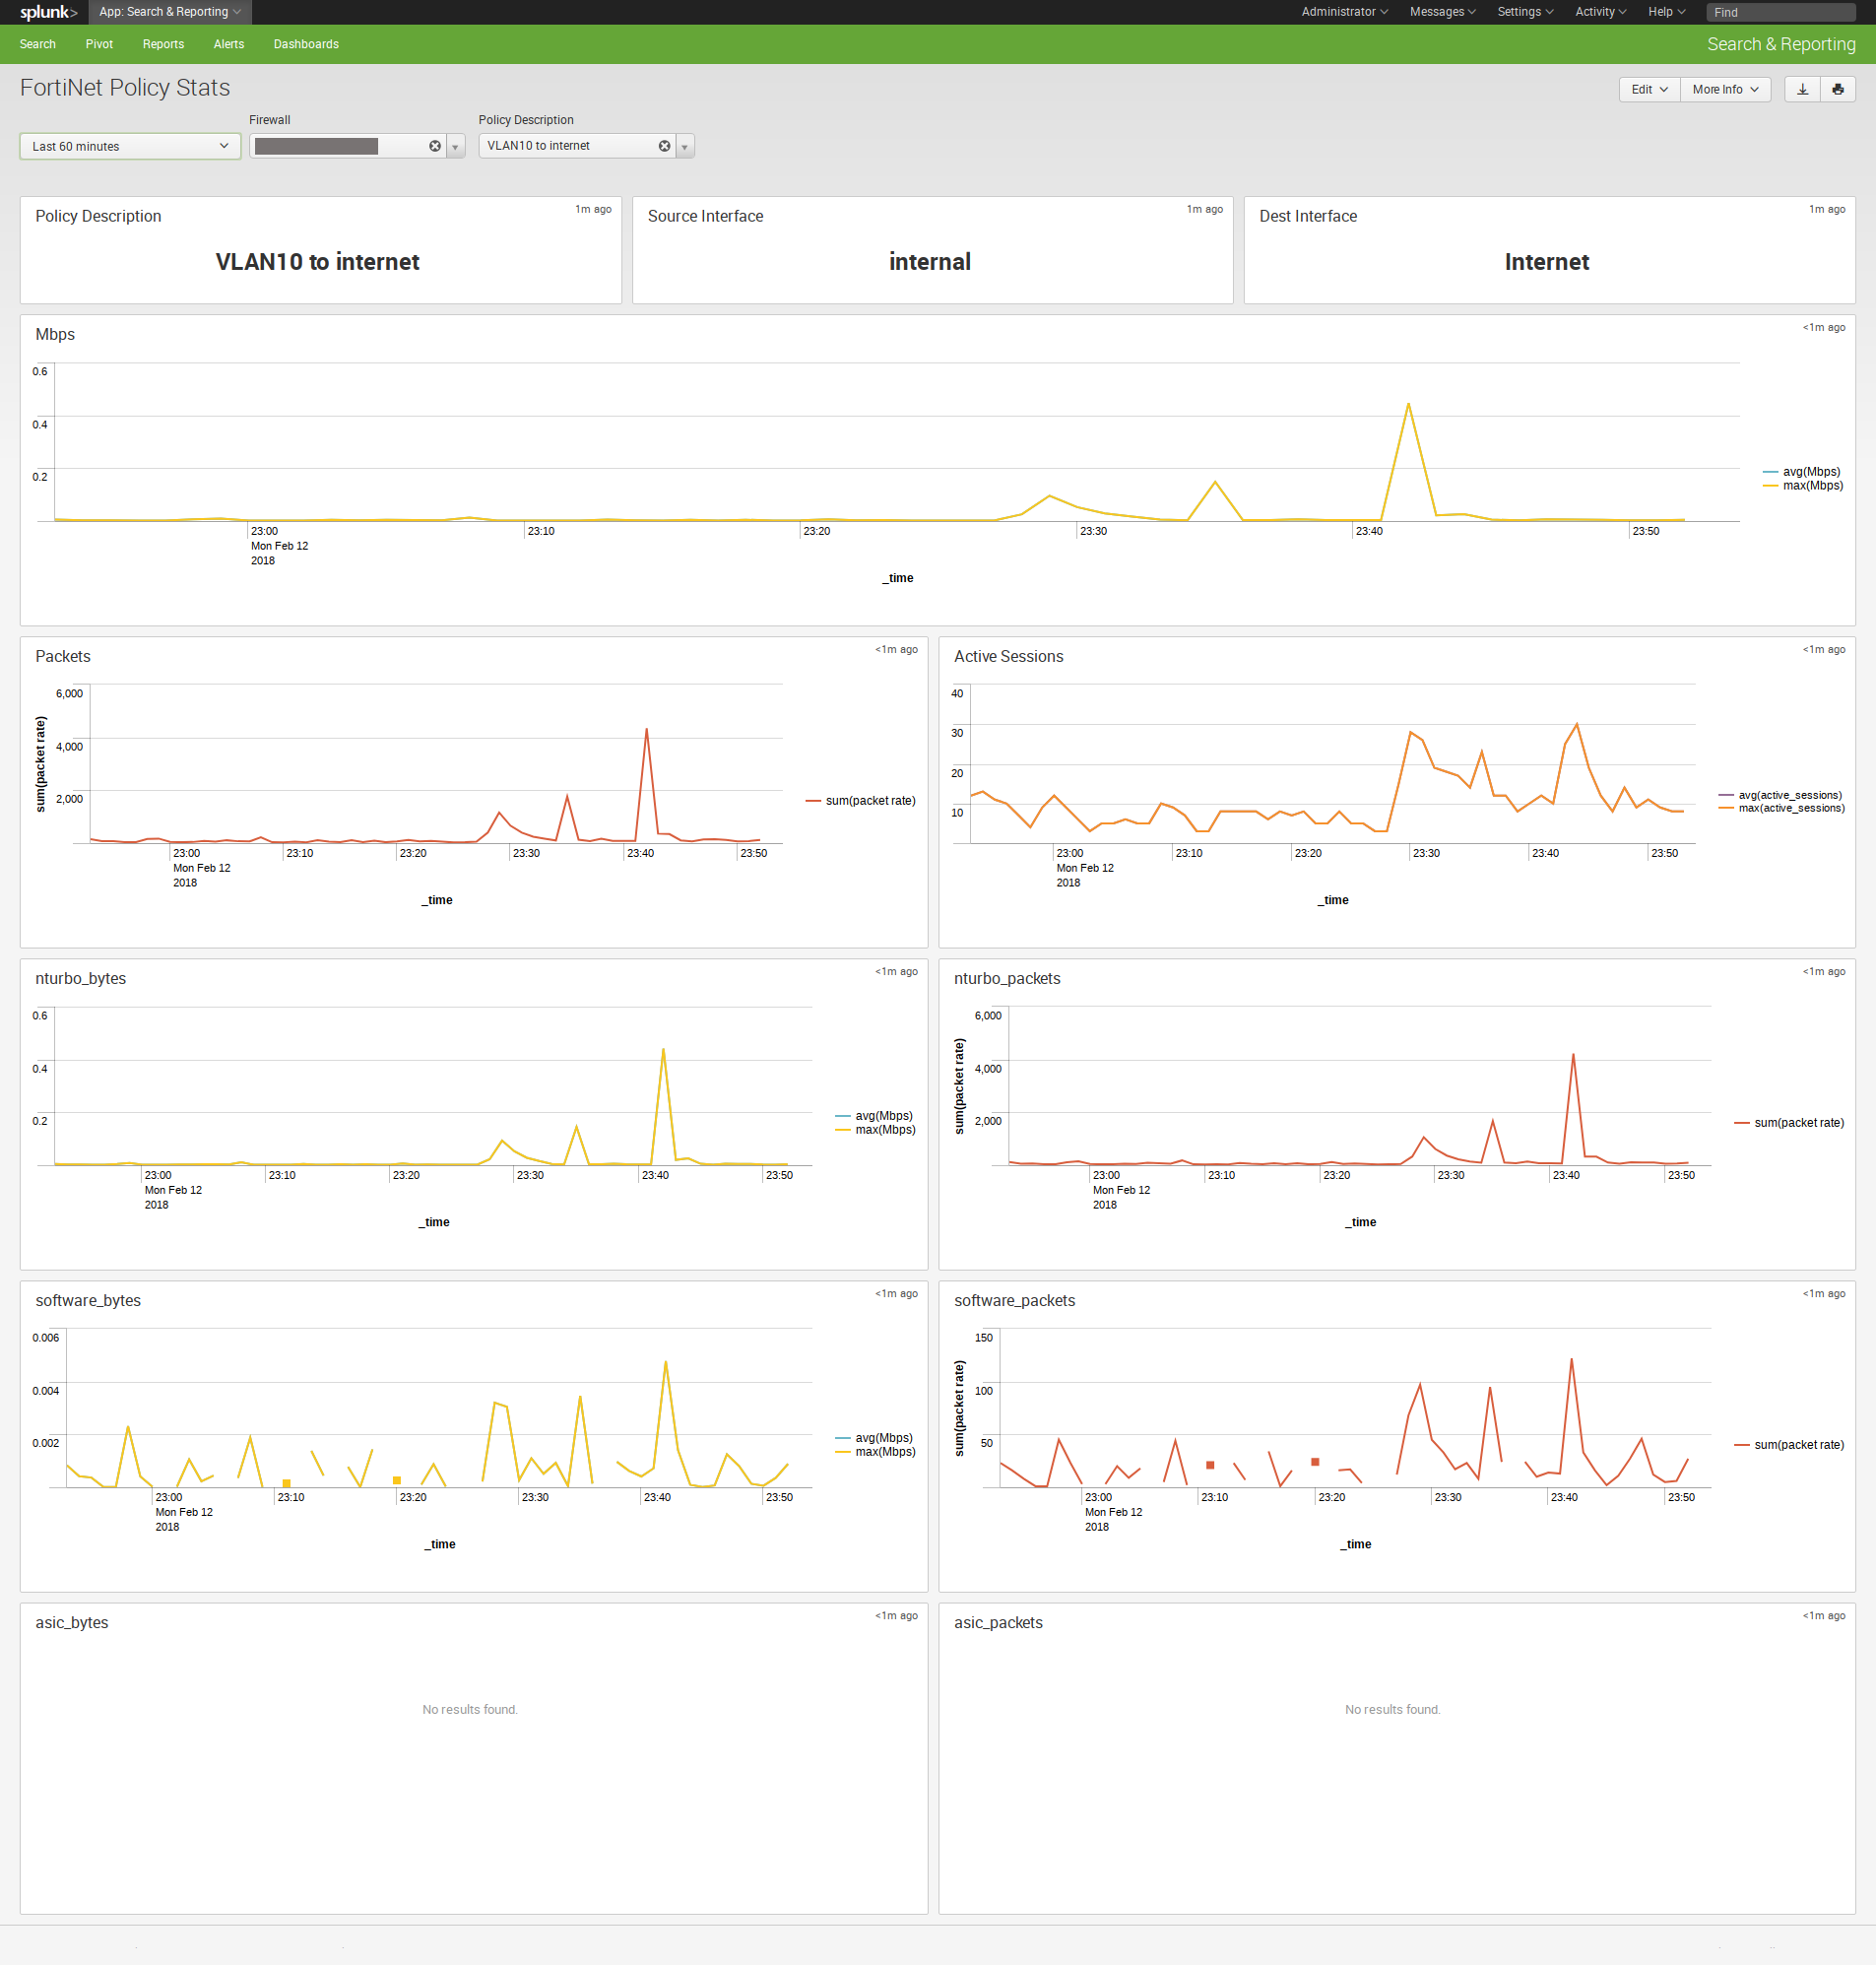 splunk> App: Search & Reporting Administrator Messages Settings Activity Help Find
Search Pivot Reports Alerts Dashboards Search & Reporting
FortiNet Policy Stats Edit More Info
Firewall Policy Description
Last 60 minutes VLAN10 to internet
Policy Description 1m ago
VLAN10 to internet
Source Interface 1m ago
internal
Dest Interface 1m ago
Internet
Mbps <1m ago
0.6
0.4
0.2
avg(Mbps)
max(Mbps)
23:00 23:10 23:20 23:30 23:40 23:50
Mon Feb 12
2018
_time
Packets <1m ago
sum(packet rate)
6,000
4,000
2,000
sum(packet rate)
23:00 23:10 23:20 23:30 23:40 23:50
Mon Feb 12
2018
_time
Active Sessions <1m ago
40
30
20
10
avg(active_sessions)
max(active_sessions)
23:00 23:10 23:20 23:30 23:40 23:50
Mon Feb 12
2018
_time
nturbo_bytes <1m ago
0.6
0.4
0.2
avg(Mbps)
max(Mbps)
23:00 23:10 23:20 23:30 23:40 23:50
Mon Feb 12
2018
_time
nturbo_packets <1m ago
sum(packet rate)
6,000
4,000
2,000
sum(packet rate)
23:00 23:10 23:20 23:30 23:40 23:50
Mon Feb 12
2018
_time
software_bytes <1m ago
0.006
0.004
0.002
avg(Mbps)
max(Mbps)
23:00 23:10 23:20 23:30 23:40 23:50
Mon Feb 12
2018
_time
software_packets <1m ago
sum(packet rate)
150
100
50
sum(packet rate)
23:00 23:10 23:20 23:30 23:40 23:50
Mon Feb 12
2018
_time
asic_bytes <1m ago
No results found.
asic_packets <1m ago
No results found.